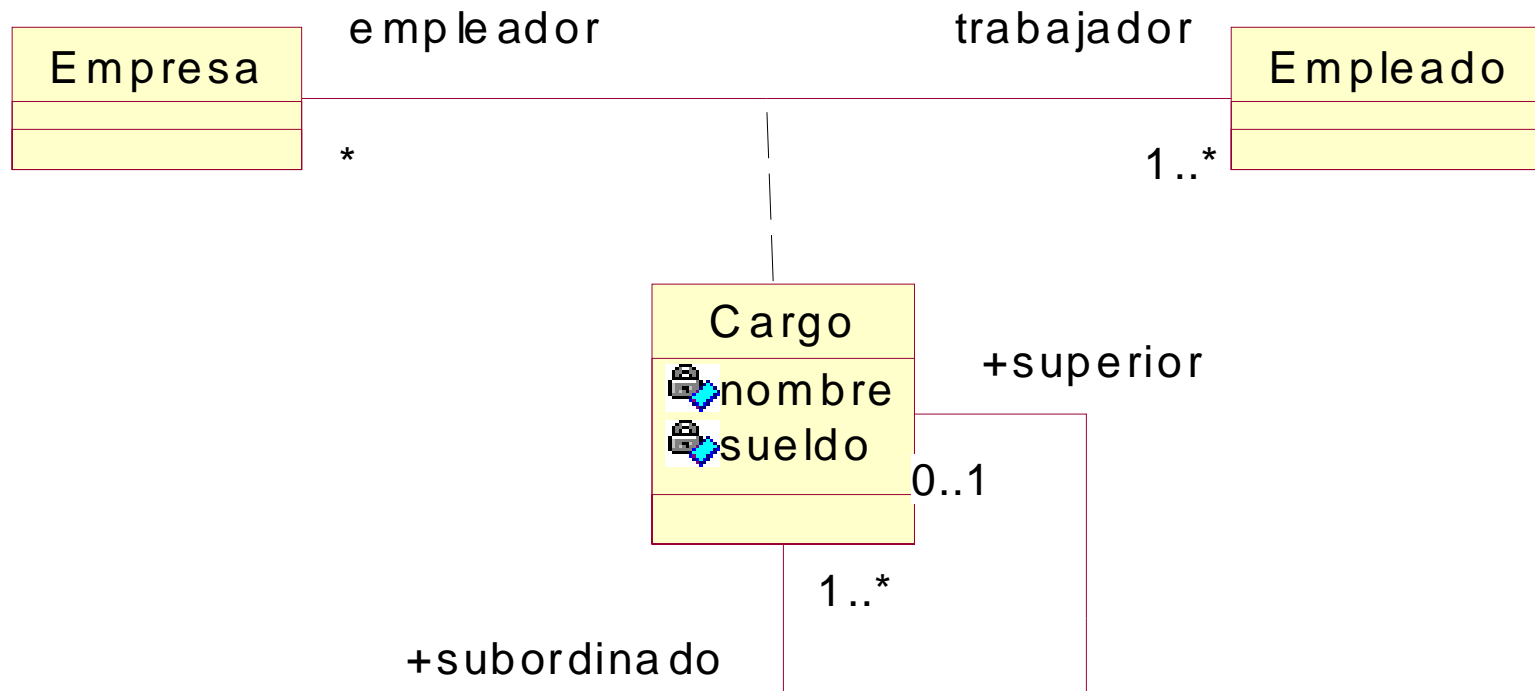 empleador
trabajador
Empresa
Empleado
*
1..*
Cargo
+superior
nombre
sueldo
0..1
1..*
+subordinado